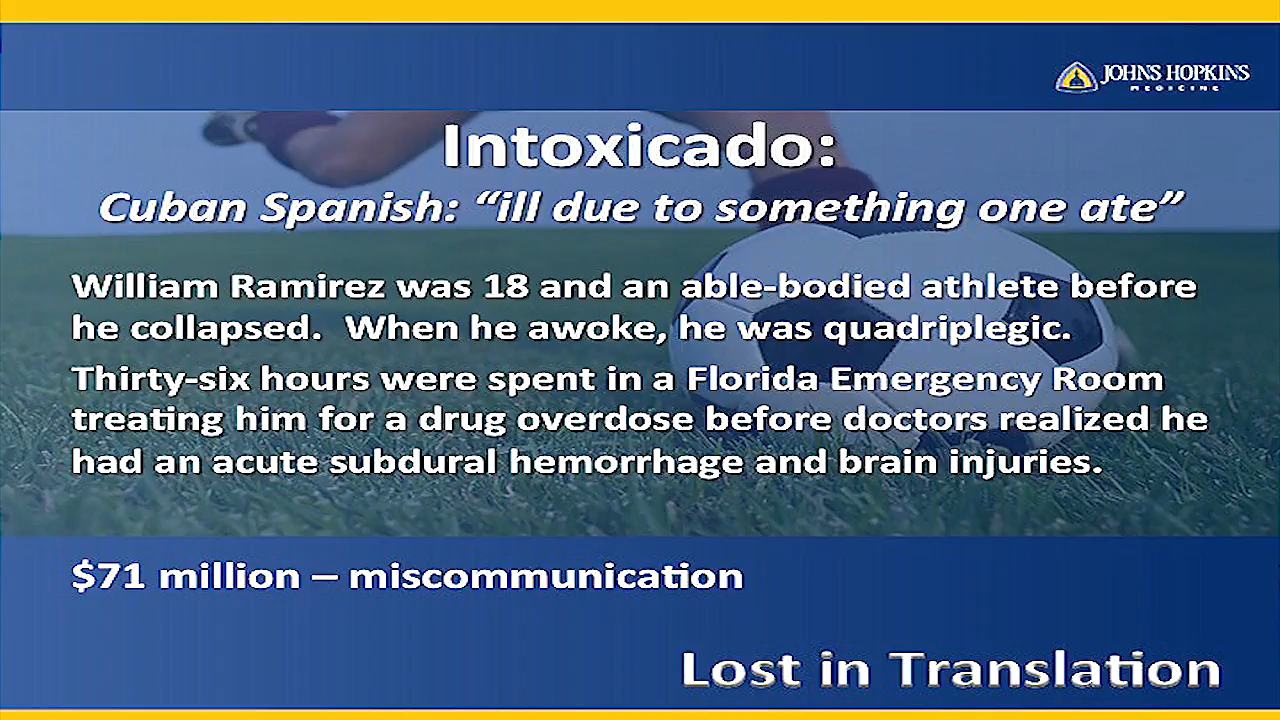 JOHNS HOPKINS
MEDICINE
Intoxicado:
Cuban Spanish: “ill due to something one ate”
William Ramirez was 18 and an able-bodied athlete before
he collapsed.  When he awoke, he was quadriplegic.
Thirty-six hours were spent in a Florida Emergency Room
treating him for a drug overdose before doctors realized he
had an acute subdural hemorrhage and brain injuries.
$71 million – miscommunication
Lost in Translation